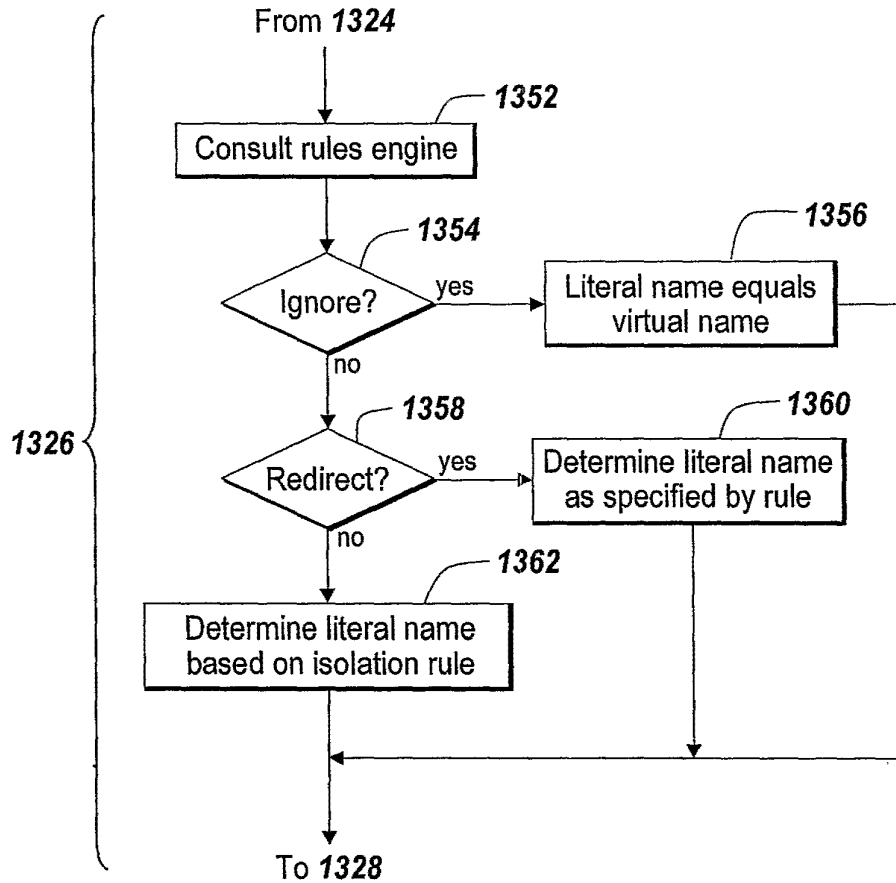 From 1324
1352
Consult rules engine
1354
Ignore?
yes
1356
Literal name equals
virtual name
no
1358
Redirect?
yes
1360
Determine literal name
as specified by rule
no
1326
1362
Determine literal name
based on isolation rule
To 1328